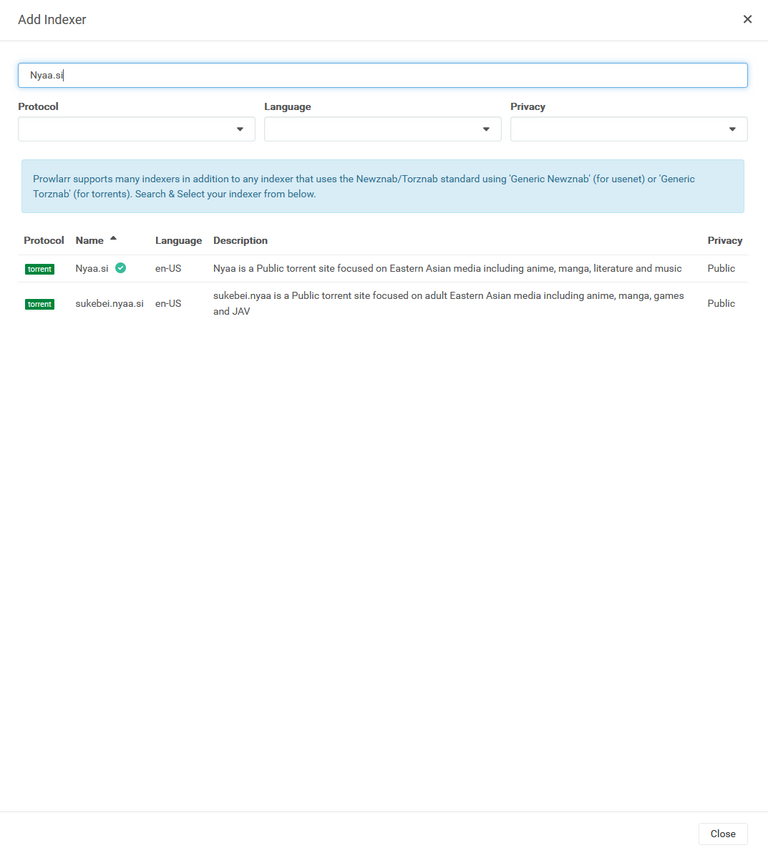 Add Indexer
Nyaa.si
Protocol Language Privacy
Prowlarr supports many indexers in addition to any indexer that uses the Newznab/Torznab standard using 'Generic Newznab' (for usenet) or 'Generic
Torznab' (for torrents). Search & Select your indexer from below.
Protocol Name Language Description Privacy
torrent Nyaa.si en-US Nyaa is a Public torrent site focused on Eastern Asian media including anime, manga, literature and music Public
torrent sukebei.nyaa.si en-US sukebei.nyaa is a Public torrent site focused on adult Eastern Asian media including anime, manga, games
and JAV Public
Close